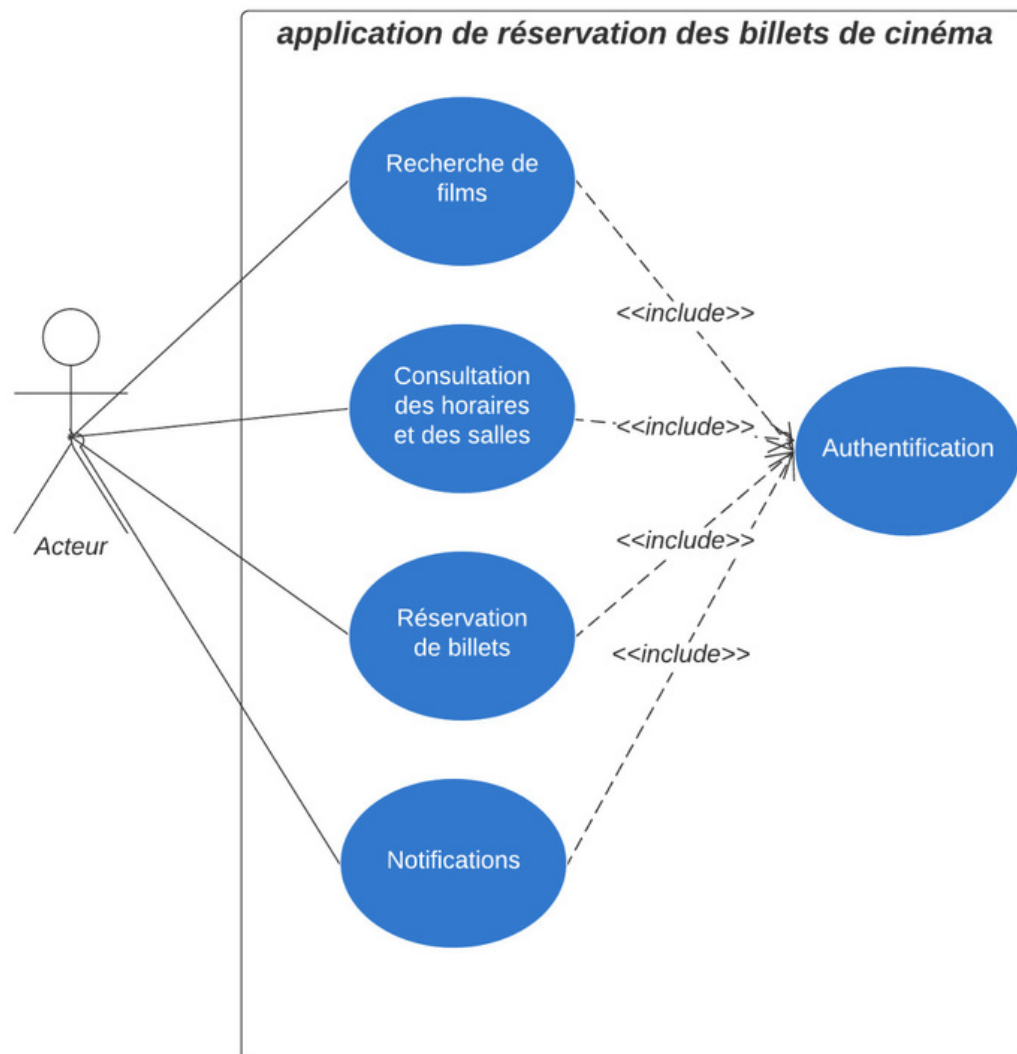 application de réservation des billets de cinéma
Recherche de
films
<<include>>
Consultation
des horaires
et des salles
<<include>>
Authentification
Acteur
<<include>>
Réservation
de billets
<<include>>
Notifications